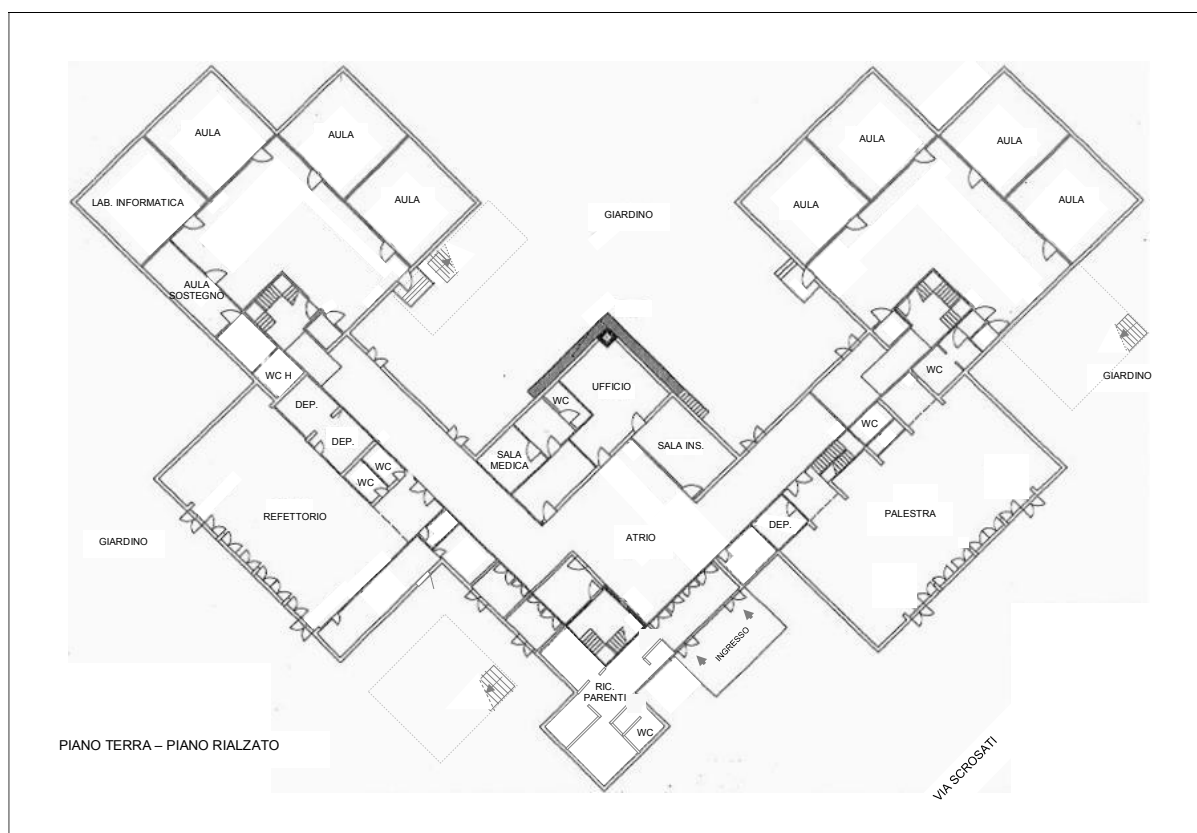 AULA
AULA
AULA
AULA
LAB. INFORMATICA
AULA
AULA
AULA
AULA
GIARDINO
AULA
SOSTEGNO
WC H
WC
GIARDINO
UFFICIO
WC
DEP.
WC
DEP.
SALA INS.
SALA
MEDICA
WC
WC
REFETTORIO
PALESTRA
DEP.
ATRIO
GIARDINO
INGRESSO
RIC.
PARENTI
WC
PIANO TERRA – PIANO RIALZATO
VIA SCROSATI